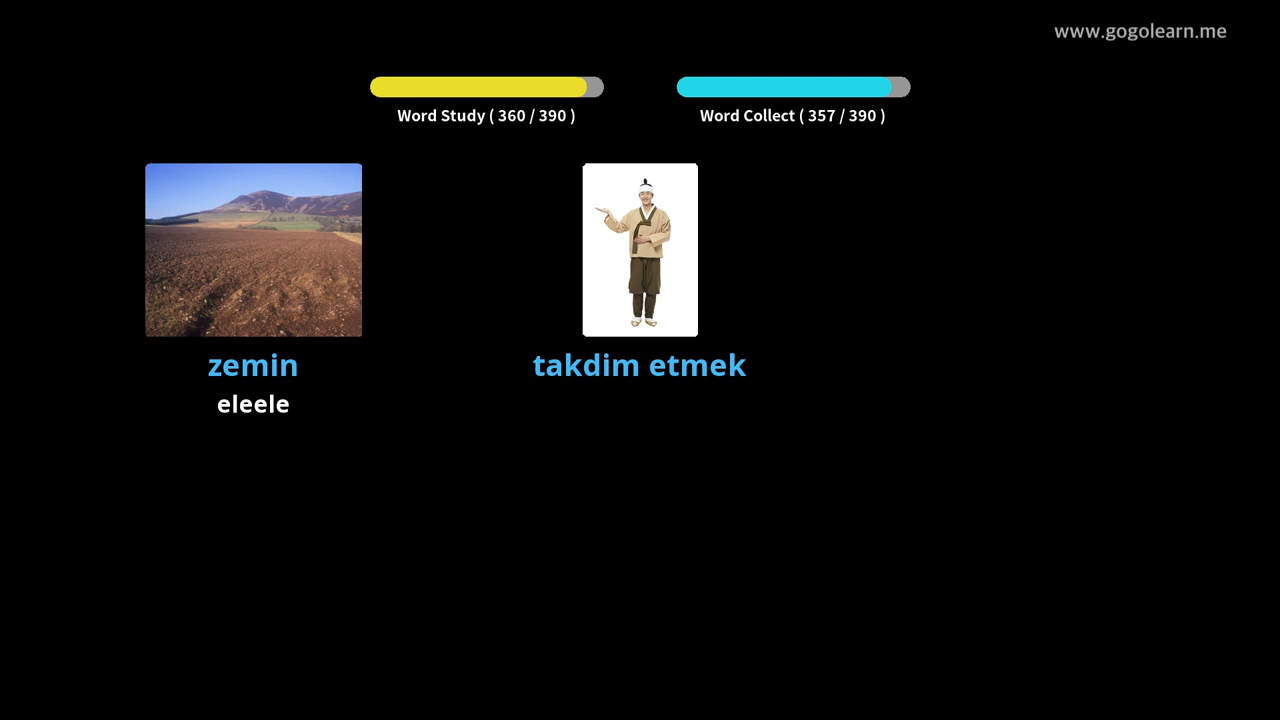 www.gogolearn.me
Word Study ( 360 / 390 )
Word Collect ( 357 / 390 )
zemin
takdim etmek
eleele